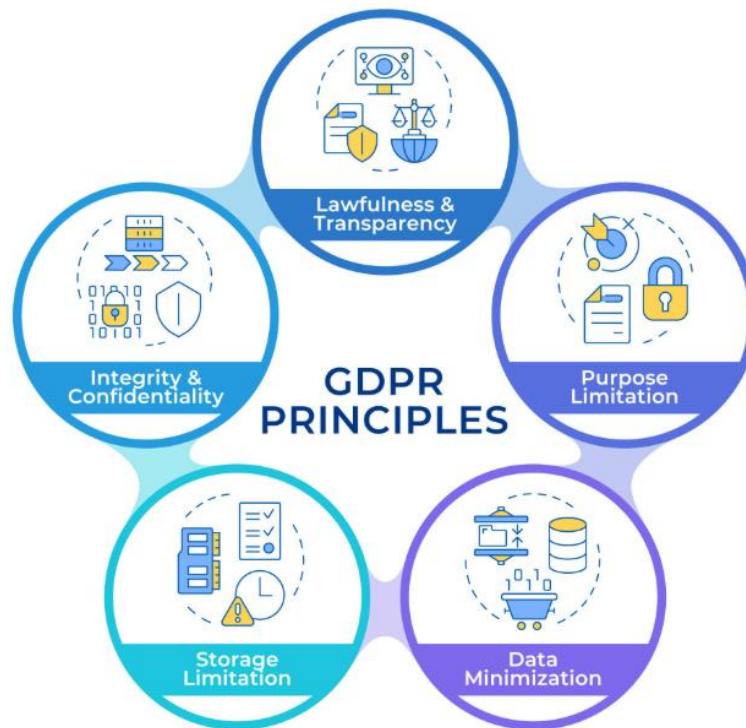 Lawfulness &
Transparency
Integrity &
Confidentiality
GDPR
PRINCIPLES
Purpose
Limitation
Storage
Limitation
Data
Minimization